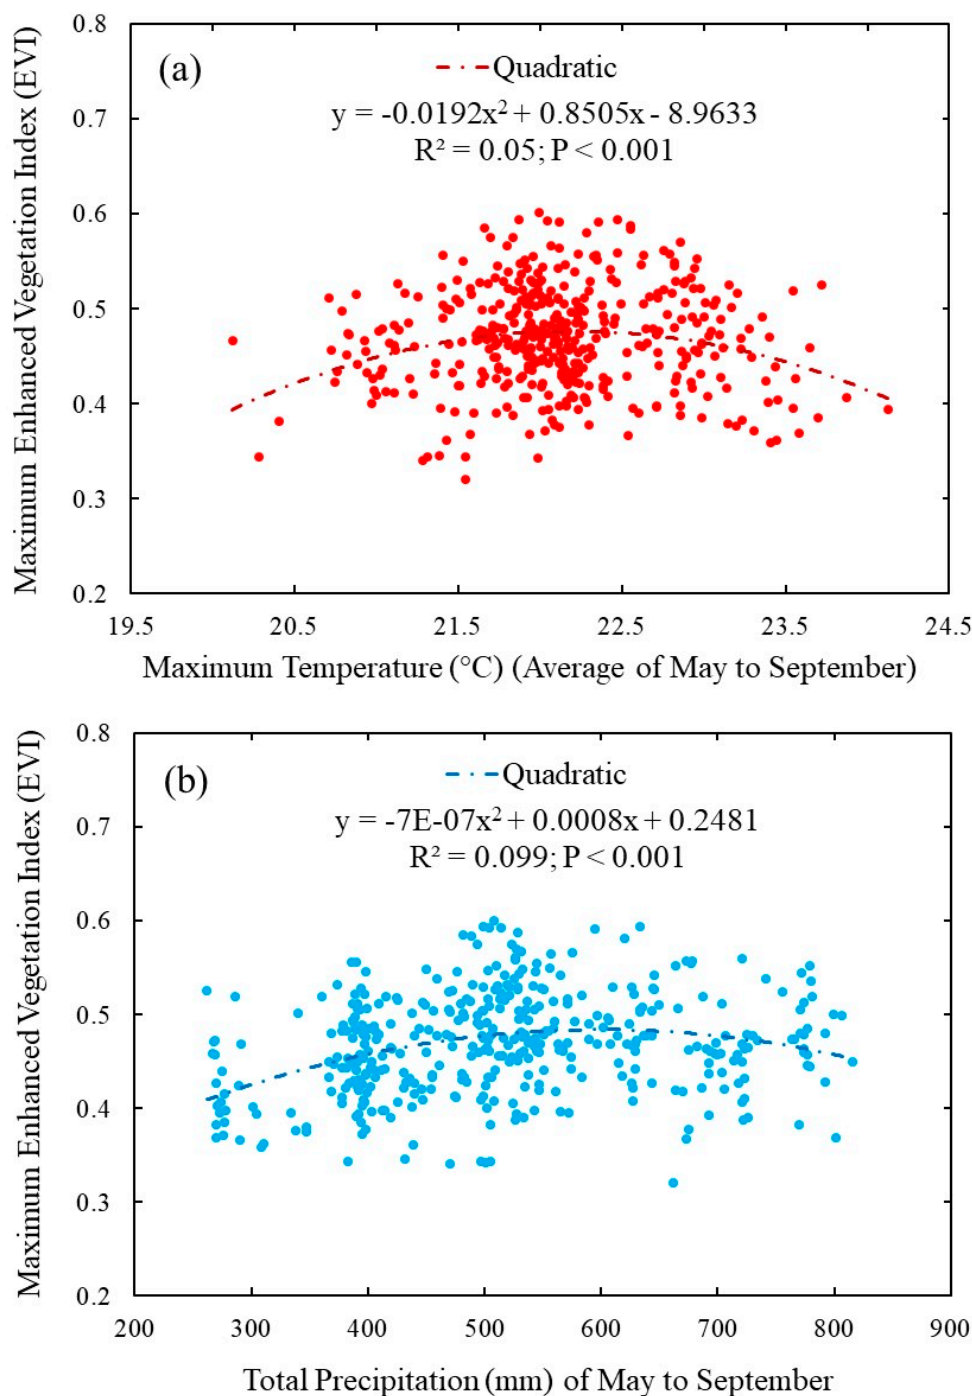 0.8
(a)
Quadratic
y = -0.0192x² + 0.8505x - 8.9633
R² = 0.05; P < 0.001
0.7
0.6
0.5
0.4
0.3
0.2
Maximum Enhanced Vegetation Index (EVI)
19.5 20.5 21.5 22.5 23.5 24.5
Maximum Temperature (°C) (Average of May to September)
0.8
(b)
Quadratic
y = -7E-07x² + 0.0008x + 0.2481
R² = 0.099; P < 0.001
0.7
0.6
0.5
0.4
0.3
0.2
Maximum Enhanced Vegetation Index (EVI)
200 300 400 500 600 700 800 900
Total Precipitation (mm) of May to September